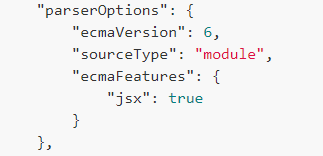 "parserOptions": {
"ecmaVersion": 6,
"sourceType": "module",
"ecmaFeatures": {
"jsx": true
}
},